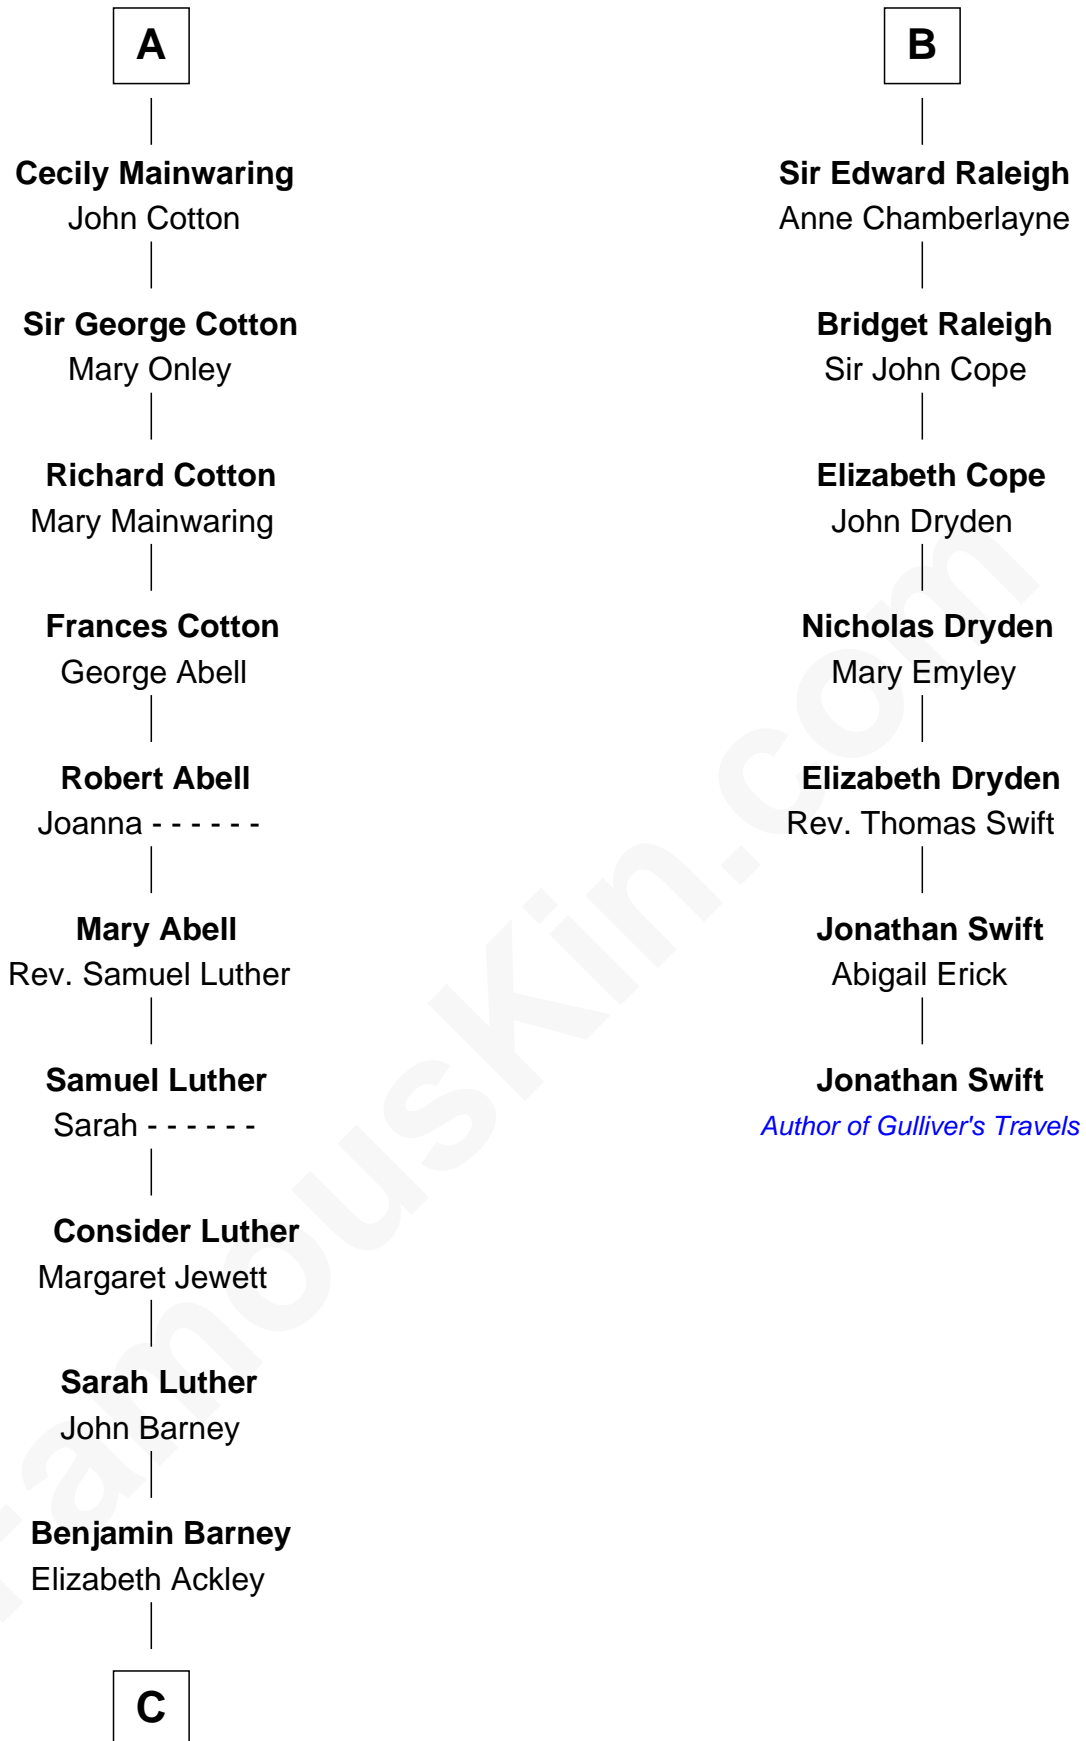 A
Cecily Mainwaring
John Cotton
Sir George Cotton
Mary Onley
Richard Cotton
Mary Mainwaring
Frances Cotton
George Abell
Robert Abell
Joanna - - - - - -
Mary Abell
Rev. Samuel Luther
Samuel Luther
Sarah - - - - - -
Consider Luther
Margaret Jewett
Sarah Luther
John Barney
Benjamin Barney
Elizabeth Ackley
C
B
Sir Edward Raleigh
Anne Chamberlayne
Bridget Raleigh
Sir John Cope
Elizabeth Cope
John Dryden
Nicholas Dryden
Mary Emyley
Elizabeth Dryden
Rev. Thomas Swift
Jonathan Swift
Abigail Erick
Jonathan Swift
Author of Gulliver's Travels
FamousKin.com